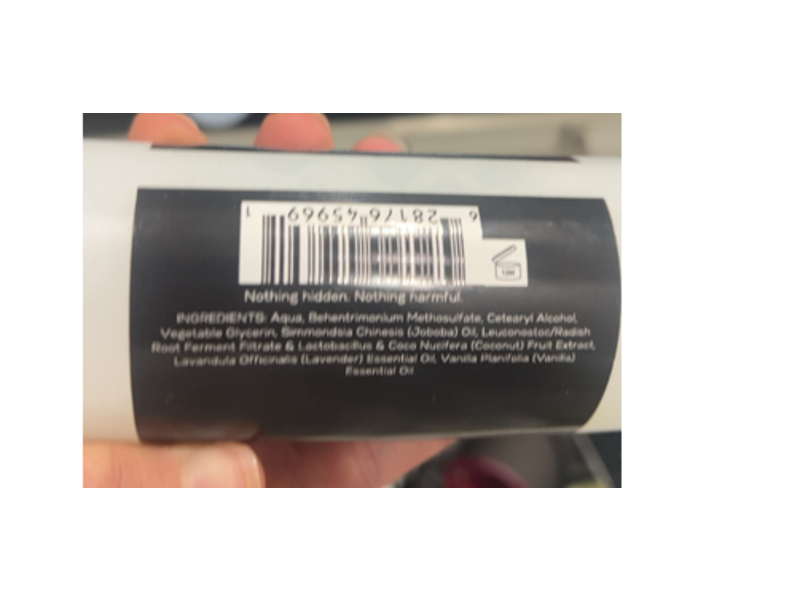 6 28176 45969 1
12M
Nothing hidden. Nothing harmful.
INGREDIENTS: Aqua, Behentrimonium Methosulfate, Cetearyl Alcohol,
Vegetable Glycerin, Simmondsia Chinesis (Joboba) Oil, Leuconostoc/Radish
Root Ferment Filtrate & Lactobacillus & Coco Nucifera (Coconut) Fruit Extract,
Lavandula Officinalis (Lavender) Essential Oil, Vanilla Planifolia (Vanilla)
Essential Oil